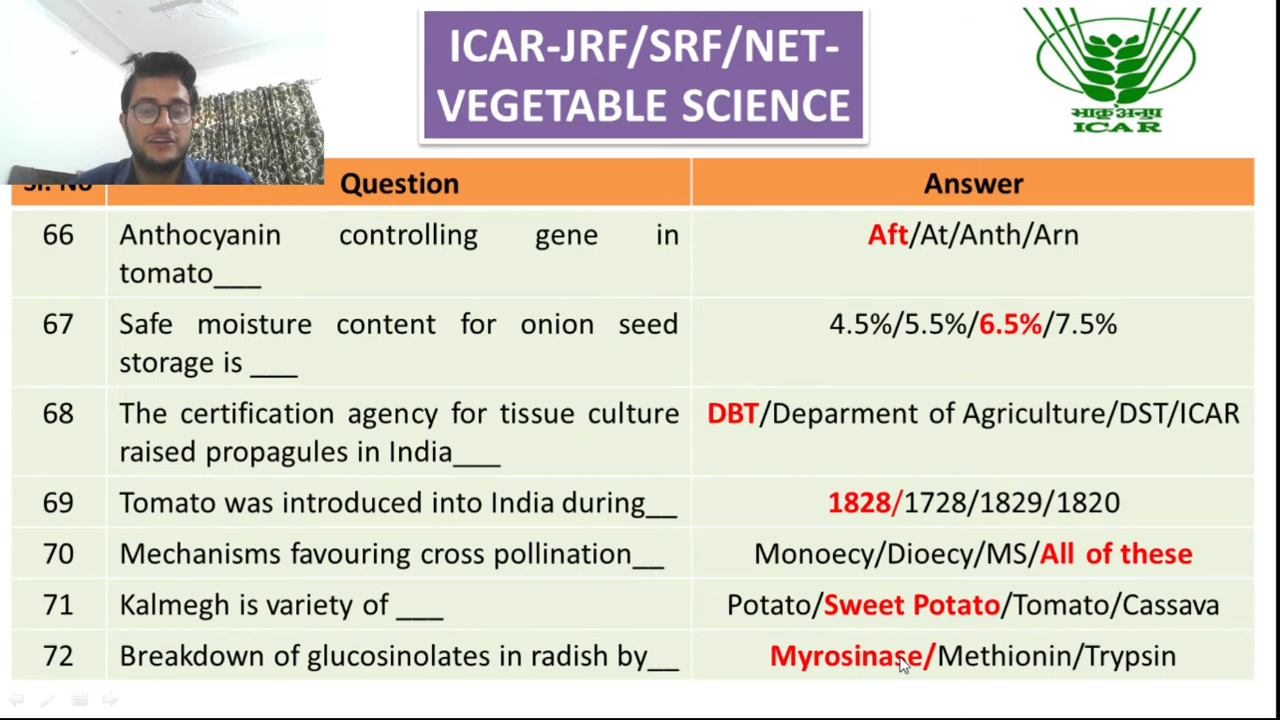 ICAR-JRF/SRF/NET-
VEGETABLE SCIENCE
भाकृअनुप
ICAR
Sl. No Question Answer
66 Anthocyanin controlling gene in
tomato___ Aft/At/Anth/Arn
67 Safe moisture content for onion seed
storage is ___ 4.5%/5.5%/6.5%/7.5%
68 The certification agency for tissue culture
raised propagules in India___ DBT/Deparment of Agriculture/DST/ICAR
69 Tomato was introduced into India during__ 1828/1728/1829/1820
70 Mechanisms favouring cross pollination__ Monoecy/Dioecy/MS/All of these
71 Kalmegh is variety of ___ Potato/Sweet Potato/Tomato/Cassava
72 Breakdown of glucosinolates in radish by__ Myrosinase/Methionin/Trypsin